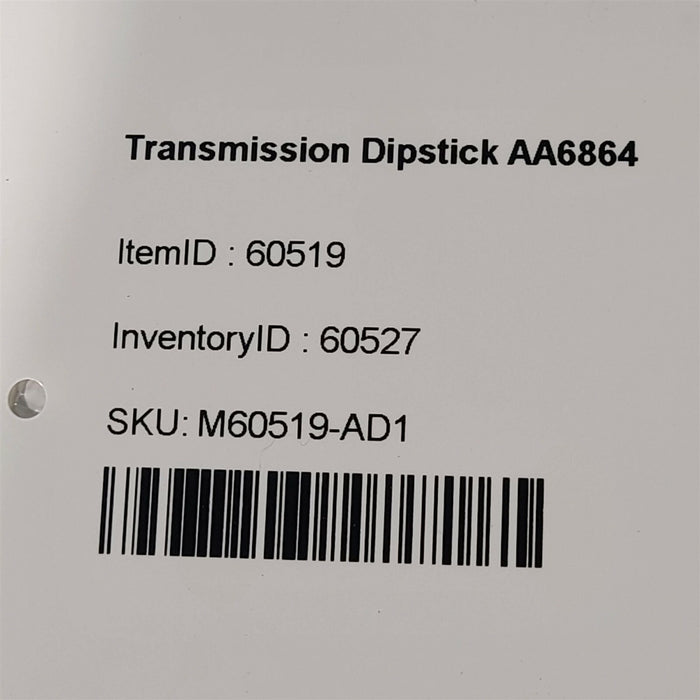 Transmission Dipstick AA6864
ItemID : 60519
InventoryID : 60527
SKU: M60519-AD1